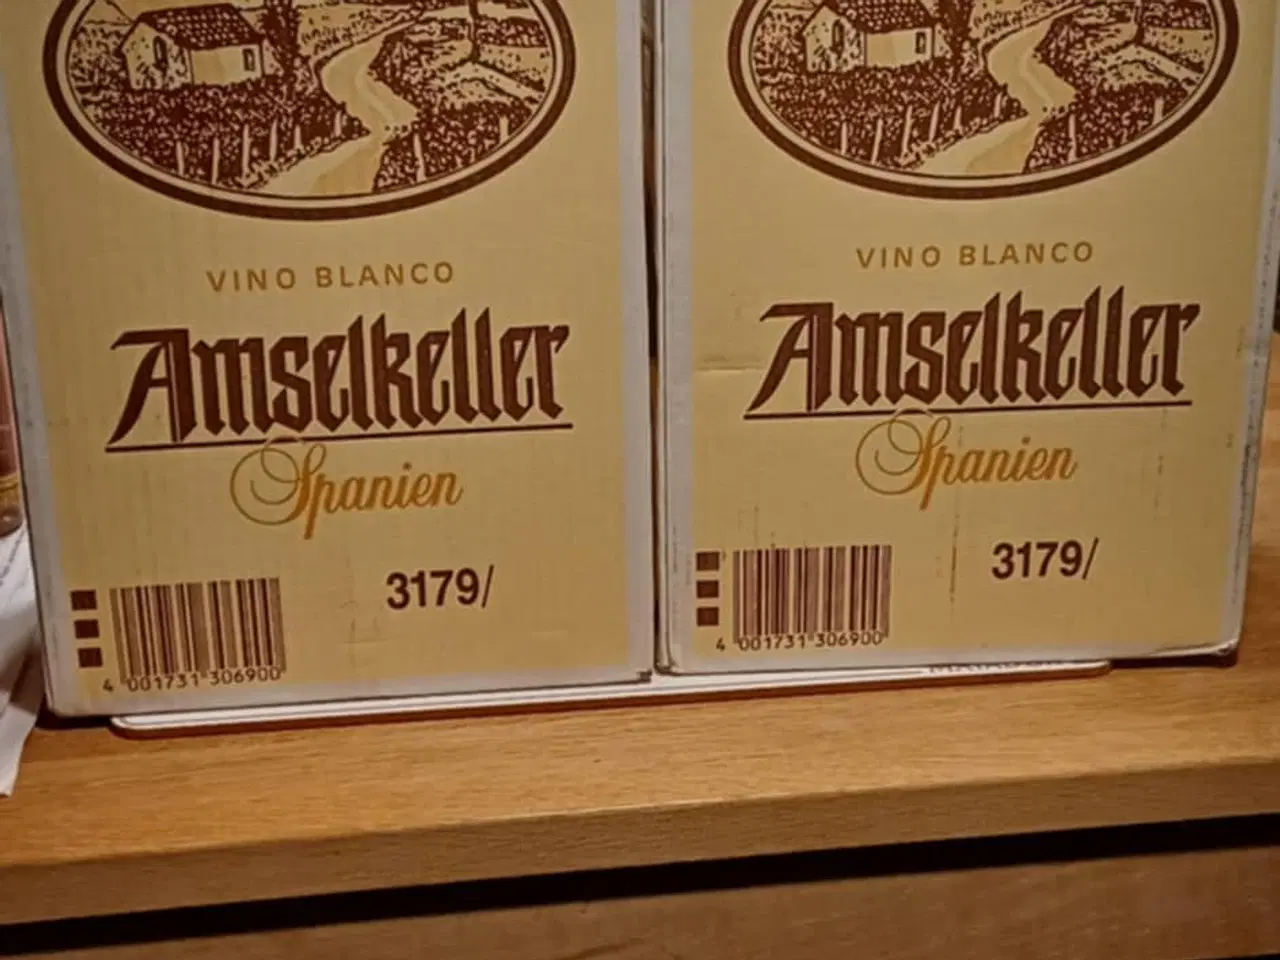 VINO BLANCO
Amselkeller
Spanien
3179/
4 001731 306900
VINO BLANCO
Amselkeller
Spanien
3179/
4 001731 306900